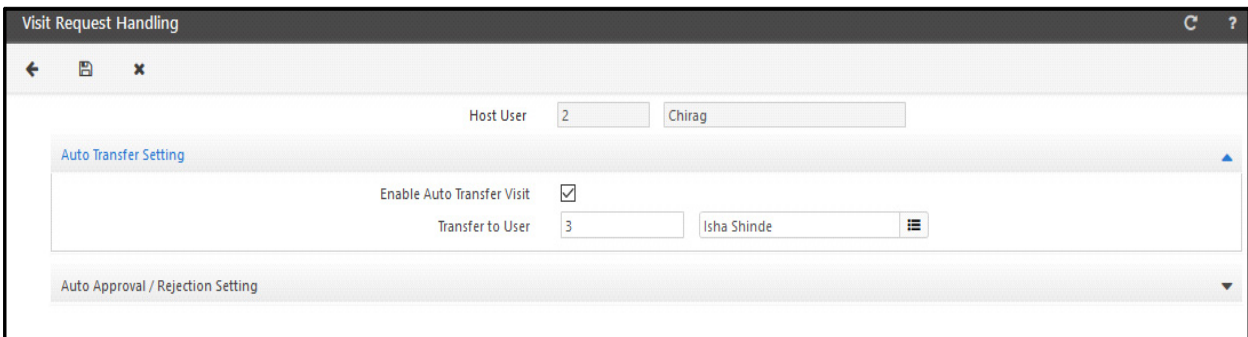 Visit Request Handling ?
Host User 2 Chirag
Auto Transfer Setting
Enable Auto Transfer Visit
Transfer to User 3 Isha Shinde
Auto Approval / Rejection Setting